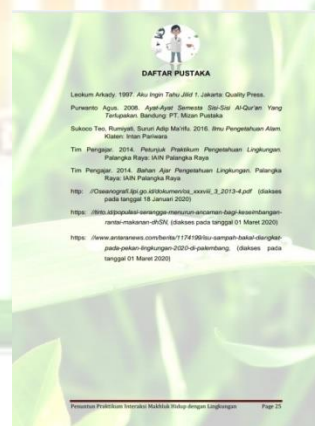 DAFTAR PUSTAKA
Leokum Arkady. 1997. Aku Ingin Tahu Jilid 1. Jakarta: Quality Press.
Purwanto Agus. 2008. Ayat-Ayat Semesta Sisi-Sisi Al-Qur'an Yang
Terlupakan. Bandung: PT. Mizan Pustaka
Sukoco Teo, Rumiyati, Sururi Adip Ma'rifu. 2016. Ilmu Pengetahuan Alam.
Klaten: Intan Pariwara
Tim Pengajar. 2014. Petunjuk Praktikum Pengetahuan Lingkungan.
Palangka Raya: IAIN Palangka Raya
Tim Pengajar. 2014. Bahan Ajar Pengetahuan Lingkungan. Palangka
Raya: IAIN Palangka Raya
http: //Oseanografi.lipi.go.id/dokumen/os_xxxviii_3_2013-4.pdf (diakses
pada tanggal 18 Januari 2020)
https: //tirto.id/populasi-serangga-menurun-ancaman-bagi-keseimbangan-
rantai-makanan-dhSN, (diakses pada tanggal 01 Maret 2020)
https: //www.antaranews.com/berita/1174199/isu-sampah-bakal-diangkat-
pada-pekan-lingkungan-2020-di-palembang, (diakses pada
tanggal 01 Maret 2020)
Penuntun Praktikum Interaksi Makhluk Hidup dengan Lingkungan Page 25